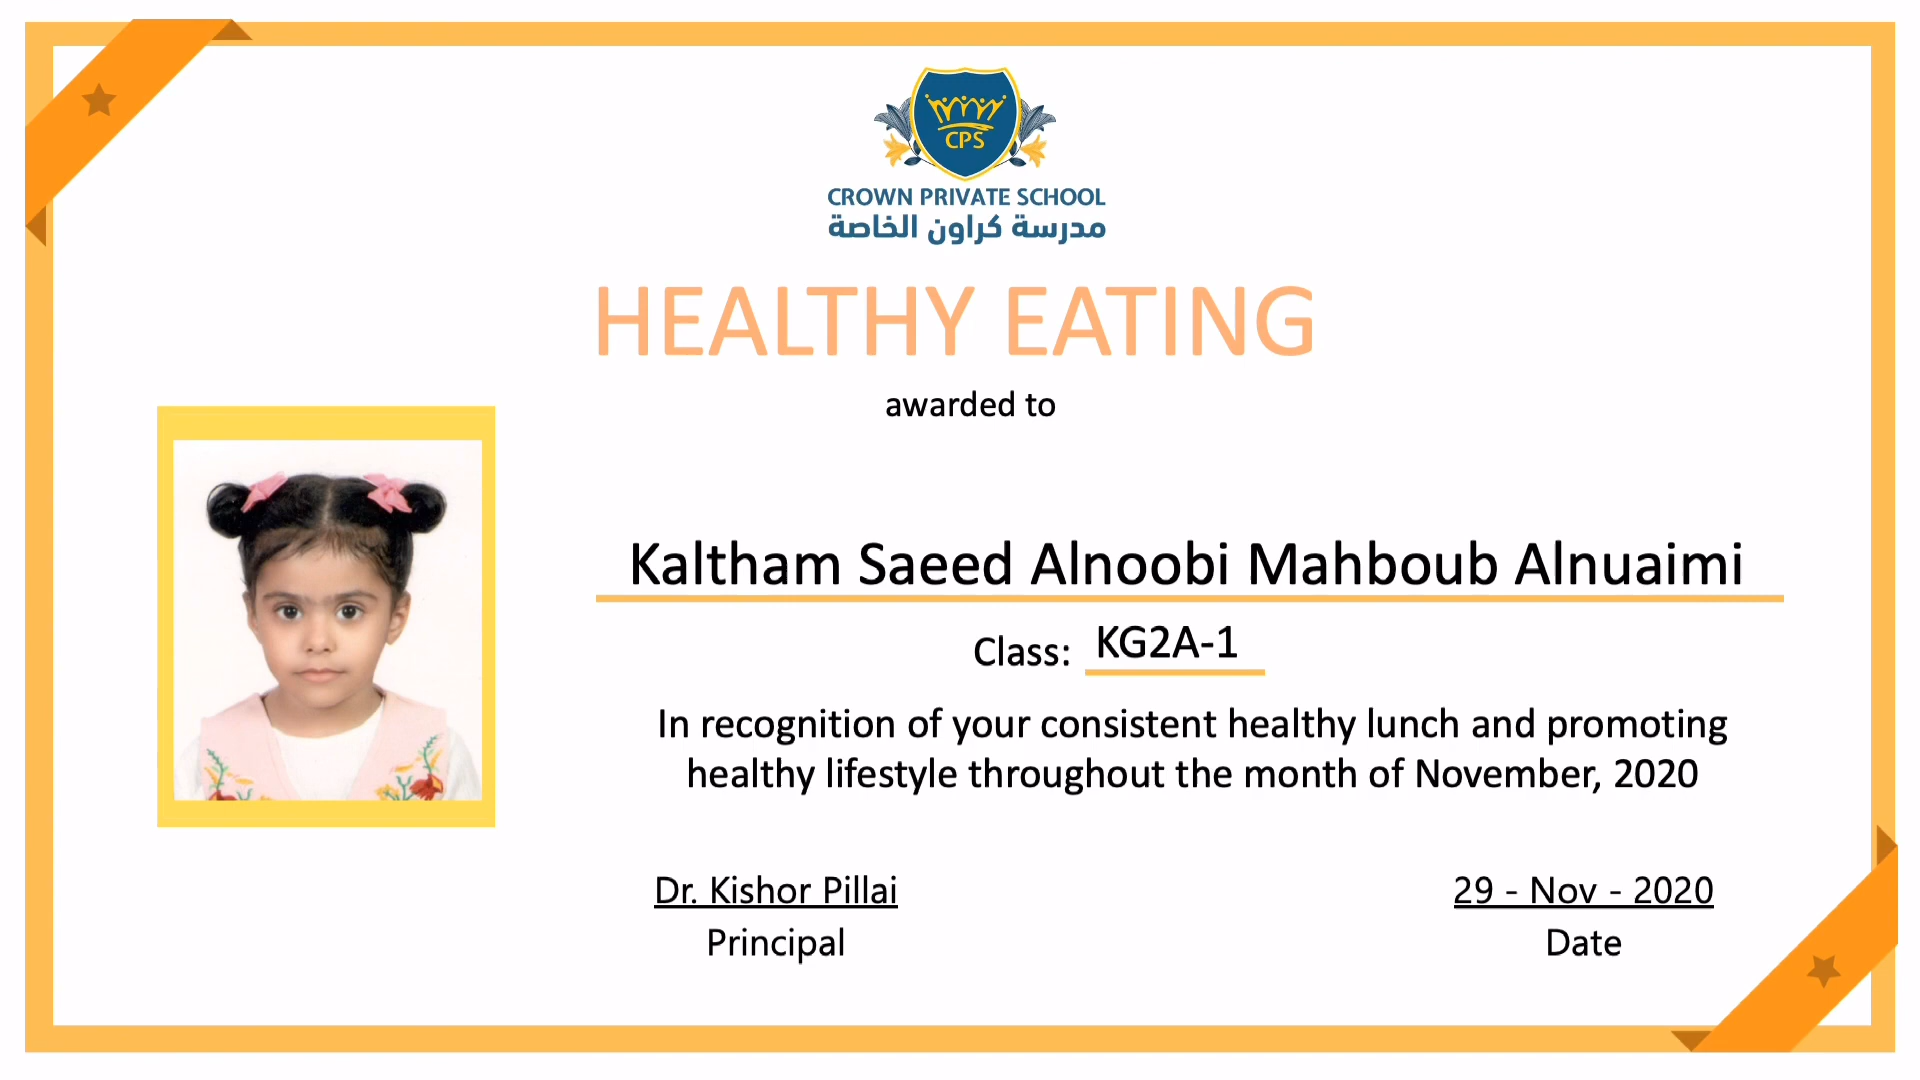 CPS
CROWN PRIVATE SCHOOL
مدرسة كراون الخاصة
HEALTHY EATING
awarded to
Kaltham Saeed Alnoobi Mahboub Alnuaimi
Class: KG2A-1
In recognition of your consistent healthy lunch and promoting
healthy lifestyle throughout the month of November, 2020
Dr. Kishor Pillai
Principal
29 - Nov - 2020
Date